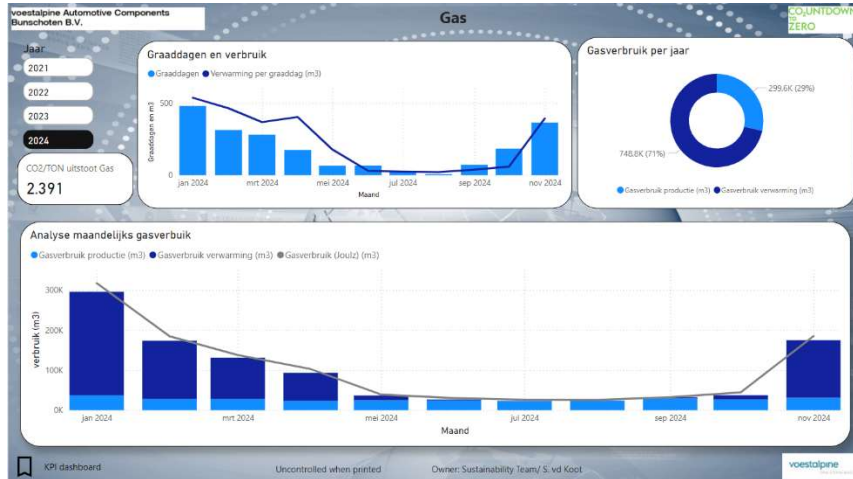 voestalpine Automotive Components
Bunschoten B.V.
Gas
CO2UNTDOWN
TO
ZERO
Jaar
2021
2022
2023
2024
CO2/TON uitstoot Gas
2.391
Graaddagen en verbruik
Graaddagen Verwarming per graaddag (m3)
Graaddagen en m3
500
0
jan 2024 mrt 2024 mei 2024 jul 2024 sep 2024 nov 2024
Maand
Gasverbruik per jaar
299,6K (29%)
748,8K (71%)
Gasverbruik productie (m3) Gasverbruik verwarming (m3)
Analyse maandelijks gasverbuik
Gasverbruik productie (m3) Gasverbruik verwarming (m3) Gasverbruik (Joulz) (m3)
verbruik (m3)
300K
200K
100K
0K
jan 2024 mrt 2024 mei 2024 jul 2024 sep 2024 nov 2024
Maand
KPI dashboard
Uncontrolled when printed
Owner: Sustainability Team/ S. vd Koot
voestalpine